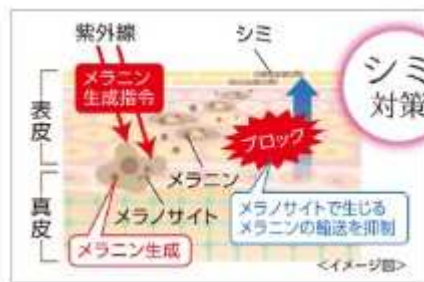 紫外線
シミ
メラニン
生成指令
シミ
対策
表皮
ブロック
メラニン
メラノサイト
真皮
メラノサイトで生じる
メラニンの輸送を抑制
メラニン生成
<イメージ図>